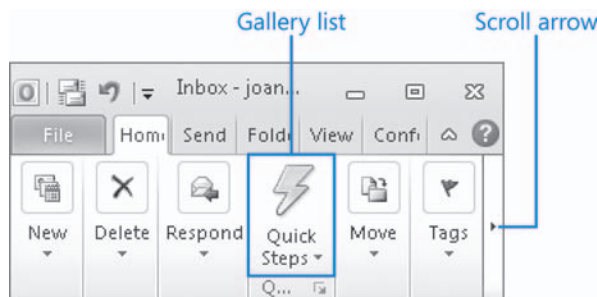 Gallery list Scroll arrow
Inbox - joan...
File Hom Send Fold View Conf
New Delete Respond Quick Steps Move Tags
Q...